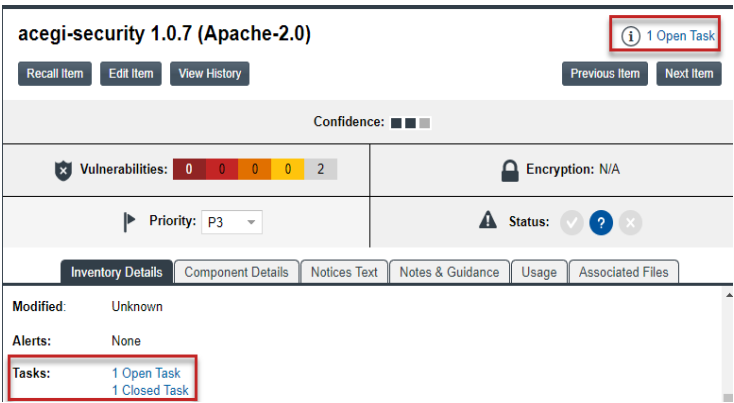 acegi-security 1.0.7 (Apache-2.0)
i 1 Open Task
Recall Item Edit Item View History Previous Item Next Item
Confidence:
Vulnerabilities: 0 0 0 0 2 Encryption: N/A
Priority: P3 Status: ?
Inventory Details Component Details Notices Text Notes & Guidance Usage Associated Files
Modified: Unknown
Alerts: None
Tasks: 1 Open Task
1 Closed Task